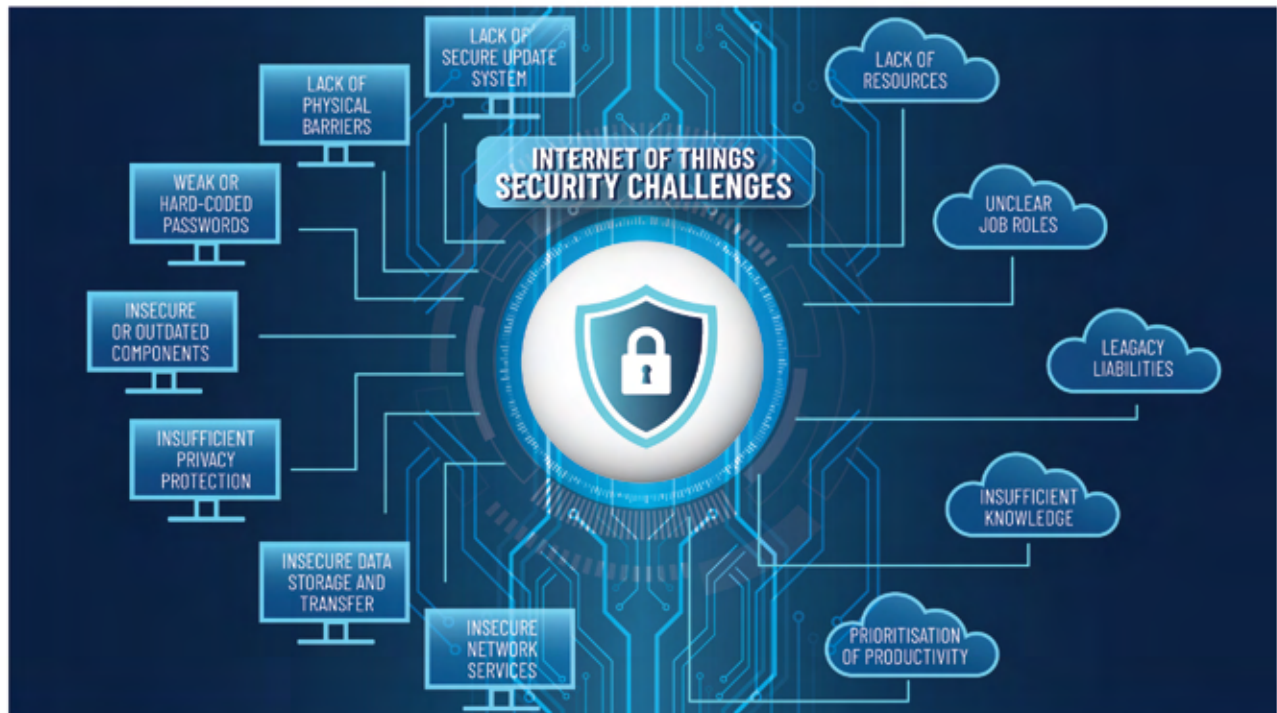 INTERNET OF THINGS
SECURITY CHALLENGES
LACK OF
SECURE UPDATE
SYSTEM
LACK OF
PHYSICAL
BARRIERS
WEAK OR
HARD-CODED
PASSWORDS
INSECURE
OR OUTDATED
COMPONENTS
INSUFFICIENT
PRIVACY
PROTECTION
INSECURE DATA
STORAGE AND
TRANSFER
INSECURE
NETWORK
SERVICES
LACK OF
RESOURCES
UNCLEAR
JOB ROLES
LEAGACY
LIABILITIES
INSUFFICIENT
KNOWLEDGE
PRIORITISATION
OF PRODUCTIVITY